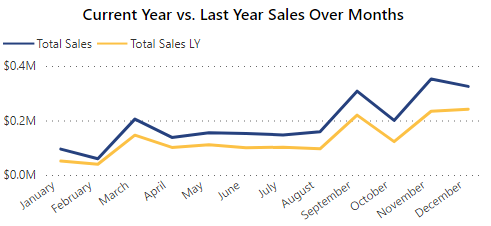 Current Year vs. Last Year Sales Over Months
Total Sales Total Sales LY
$0.4M
$0.2M
$0.0M
January
February
March
April
May
June
July
August
September
October
November
December